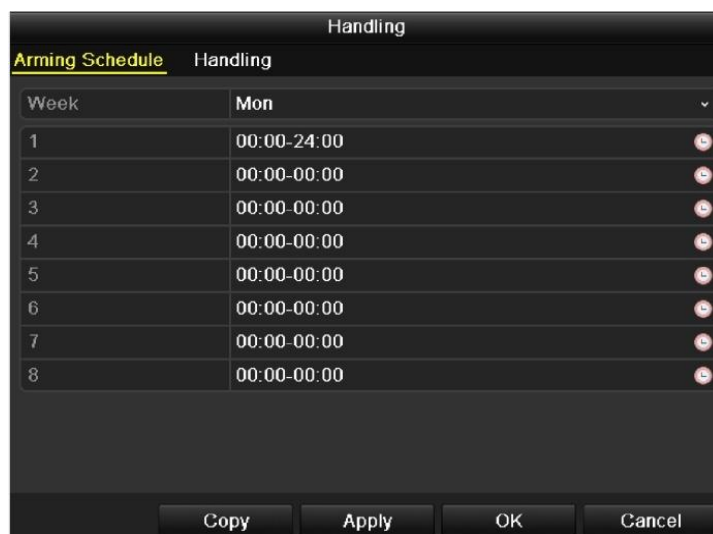 Handling
Arming Schedule Handling
Week Mon
1 00:00-24:00
2 00:00-00:00
3 00:00-00:00
4 00:00-00:00
5 00:00-00:00
6 00:00-00:00
7 00:00-00:00
8 00:00-00:00
Copy Apply OK Cancel